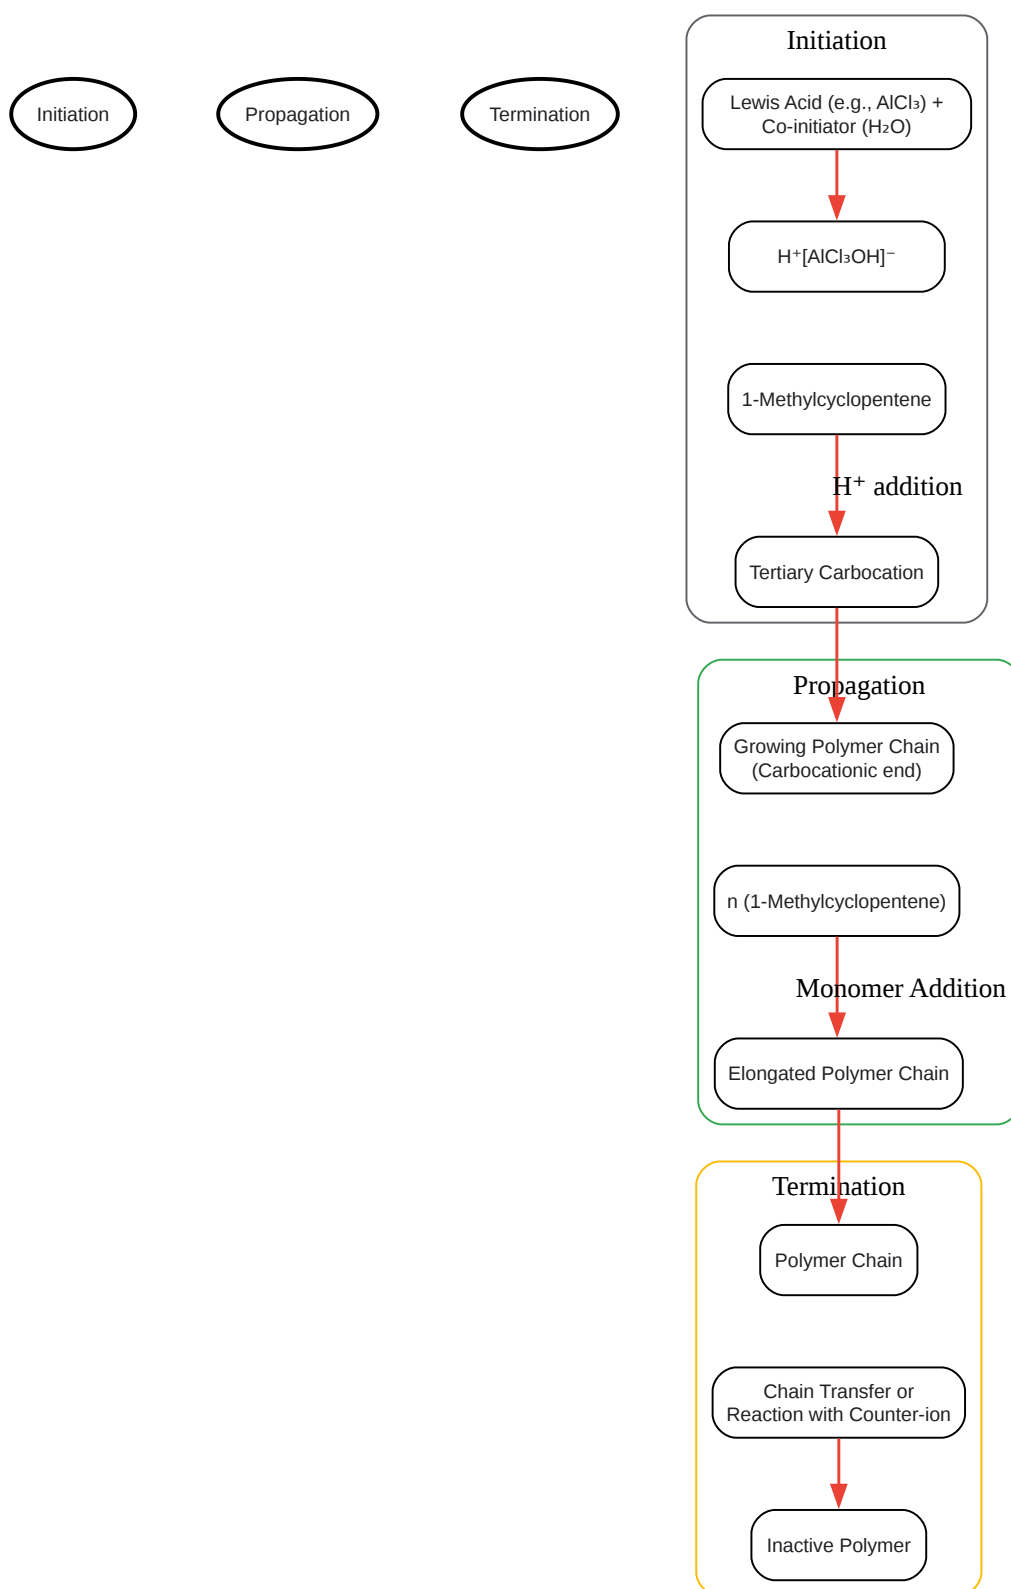 Initiation
Propagation
Termination
Initiation
Lewis Acid (e.g., AlCl₃) +
Co-initiator (H₂O)
H⁺[AlCl₃OH]⁻
1-Methylcyclopentene
H⁺ addition
Tertiary Carbocation
Propagation
Growing Polymer Chain
(Carbocationic end)
n (1-Methylcyclopentene)
Monomer Addition
Elongated Polymer Chain
Termination
Polymer Chain
Chain Transfer or
Reaction with Counter-ion
Inactive Polymer